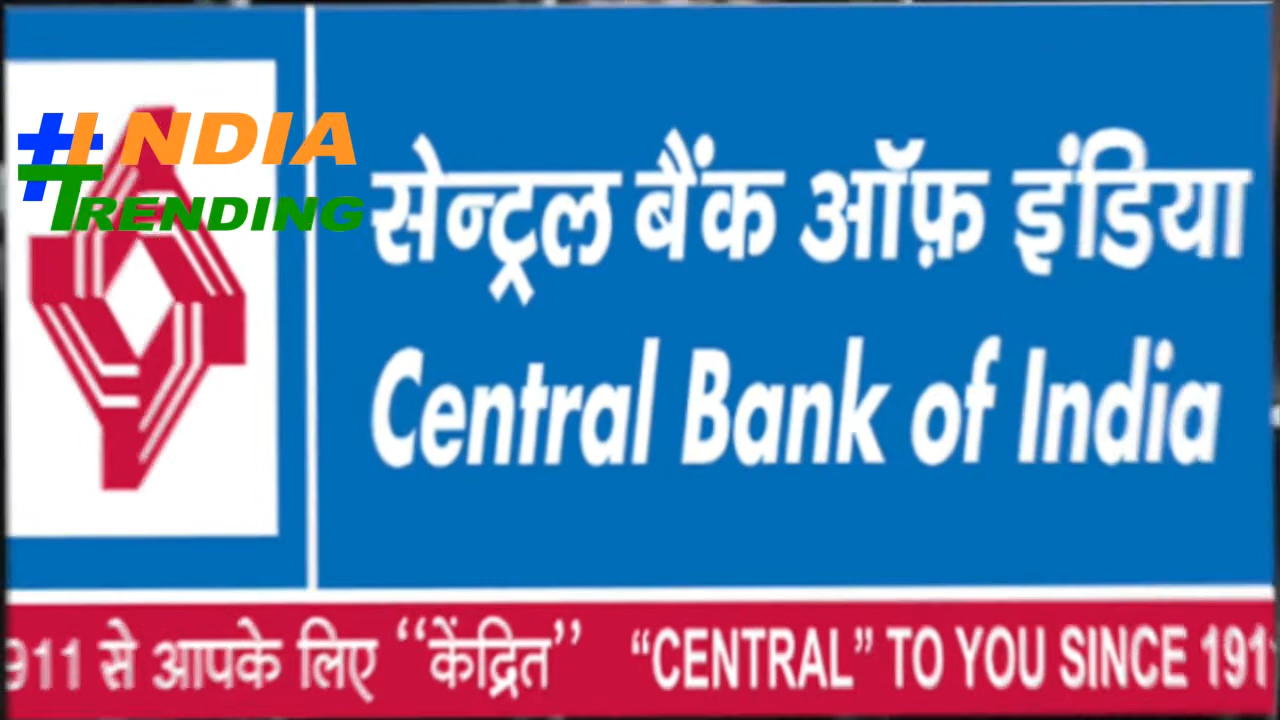 #INDIA
TRENDING
सेन्ट्रल बैंक ऑफ़ इंडिया
Central Bank of India
911 से आपके लिए “केंद्रित” “CENTRAL” TO YOU SINCE 191